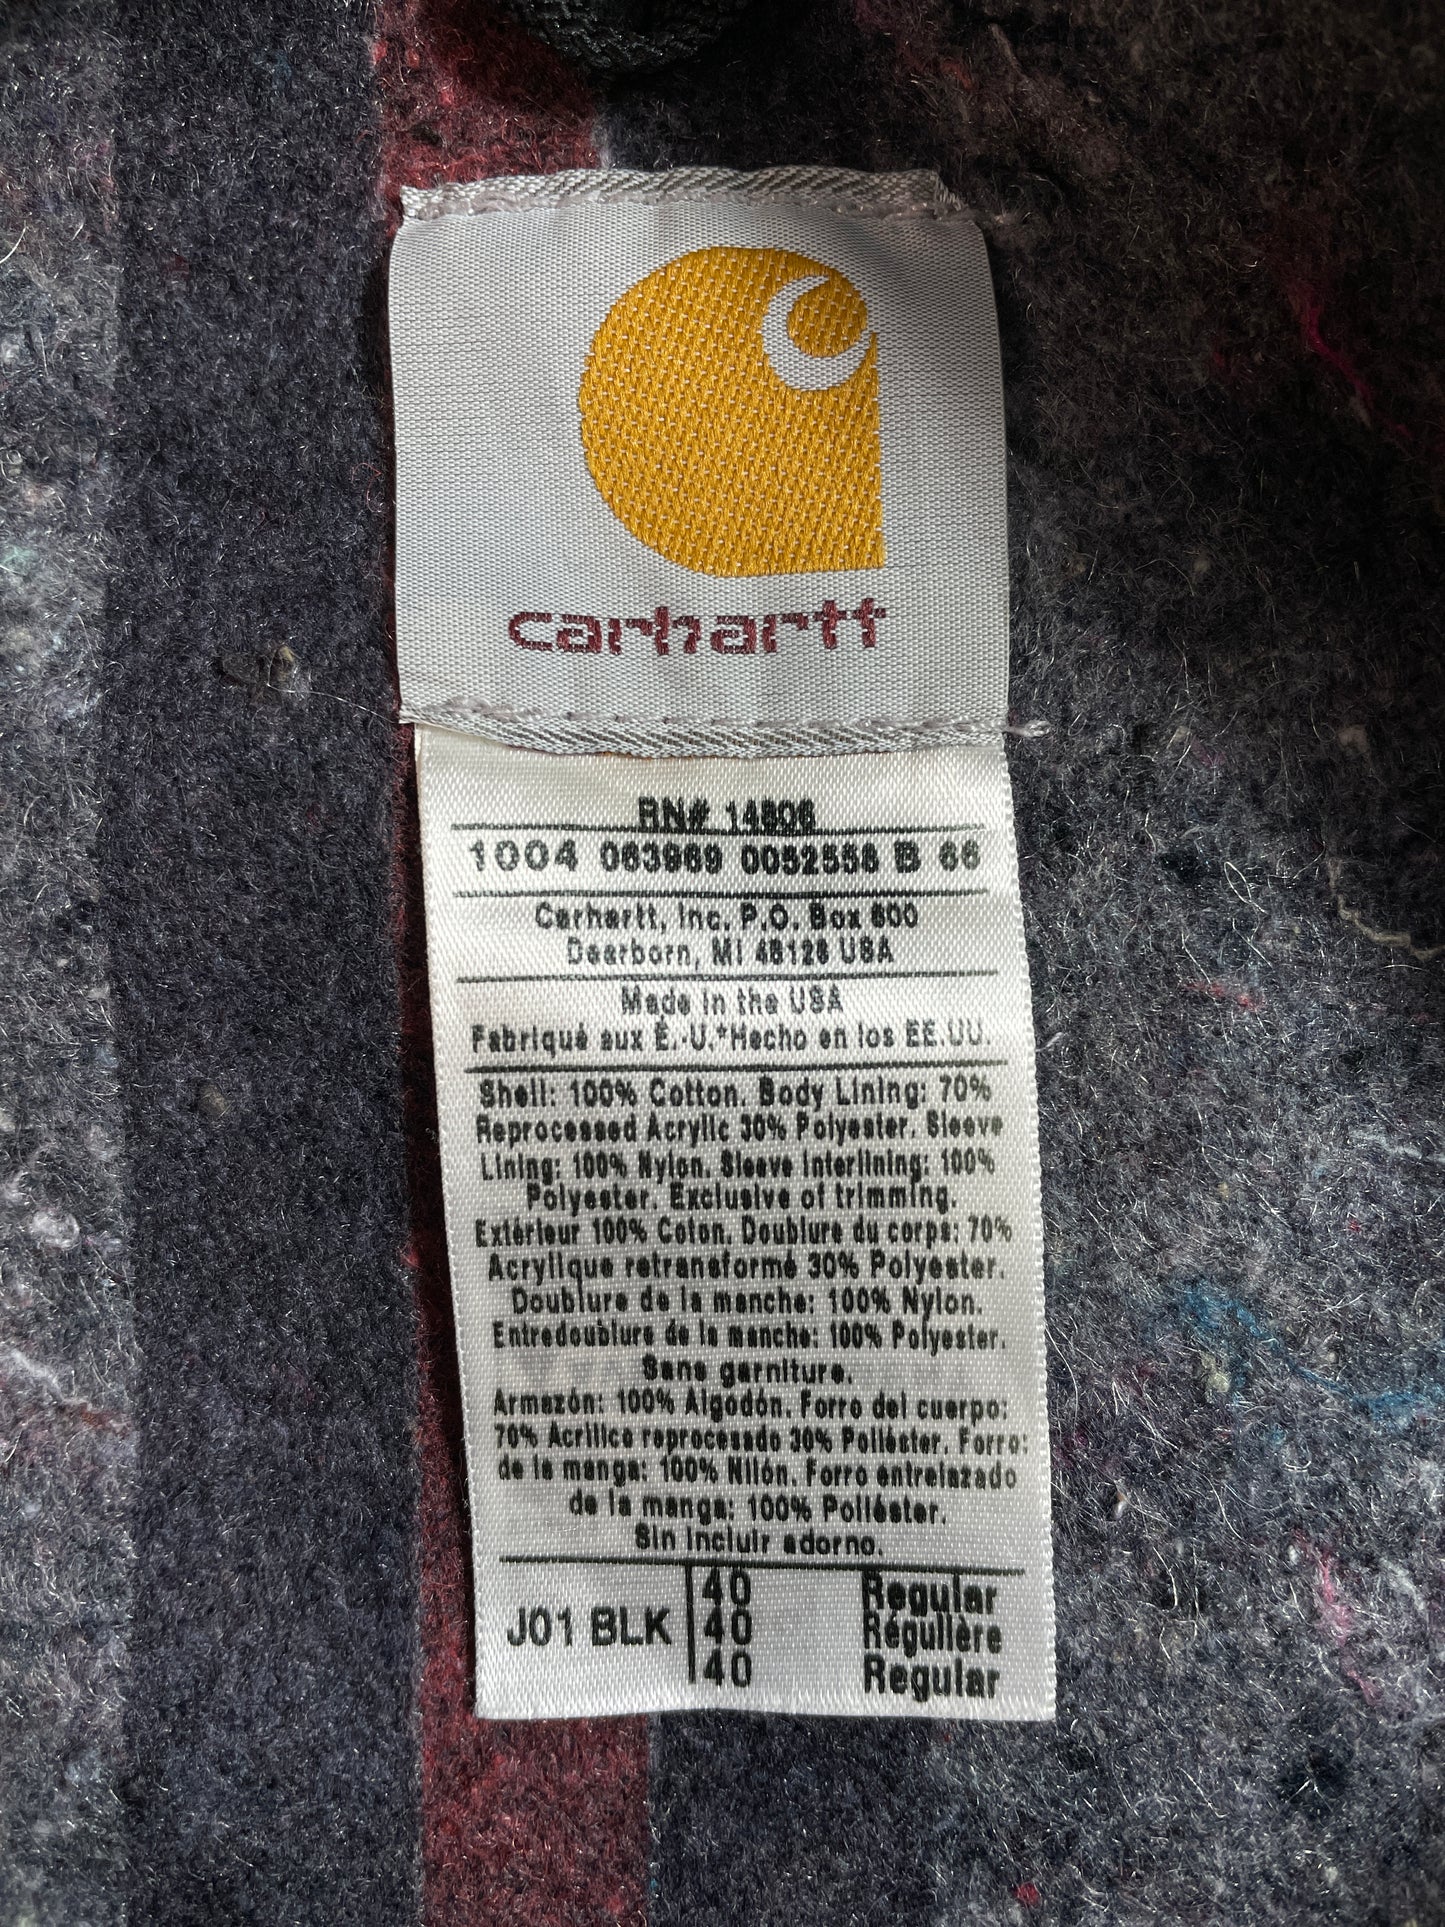 carhartt
RN# 14806
1004 063969 0052558 B 66
Carhartt, Inc. P.O. Box 600
Dearborn, MI 48126 USA
Made in the USA
Fabriqué aux É.-U.*Hecho en los EE.UU.
Shell: 100% Cotton. Body Lining: 70%
Reprocessed Acrylic 30% Polyester. Sleeve
Lining: 100% Nylon. Sleeve Interlining: 100%
Polyester. Exclusive of trimming.
Extérieur 100% Coton. Doublure du corps: 70%
Acrylique retransformé 30% Polyester.
Doublure de la manche: 100% Nylon.
Entredoublure de la manche: 100% Polyester.
Sans garniture.
Armazón: 100% Algodón. Forro del cuerpo:
70% Acrílico reprocesado 30% Poliéster. Forro:
de la manga: 100% Nilón. Forro entrelazado
de la manga: 100% Poliéster.
Sin incluir adorno.
40 Regular
J01 BLK 40 Régulière
40 Regular